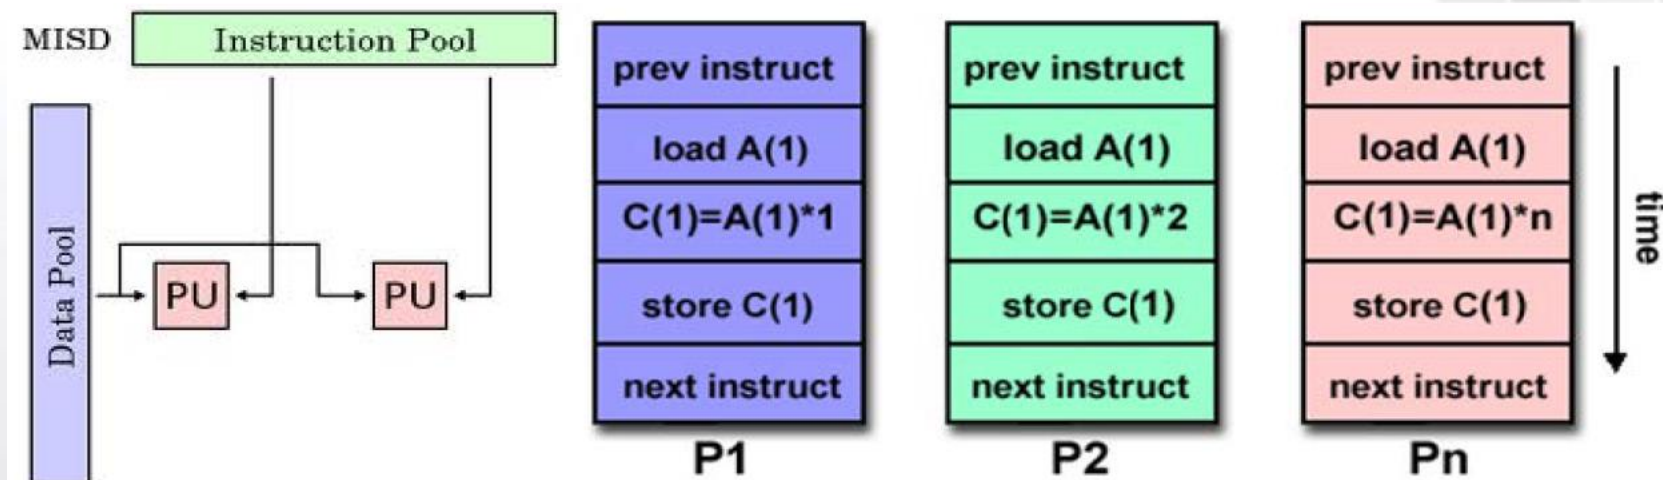 MISD
Instruction Pool
Data Pool
PU
PU
prev instruct
load A(1)
C(1)=A(1)*1
store C(1)
next instruct
P1
prev instruct
load A(1)
C(1)=A(1)*2
store C(1)
next instruct
P2
prev instruct
load A(1)
C(1)=A(1)*n
store C(1)
next instruct
Pn
time